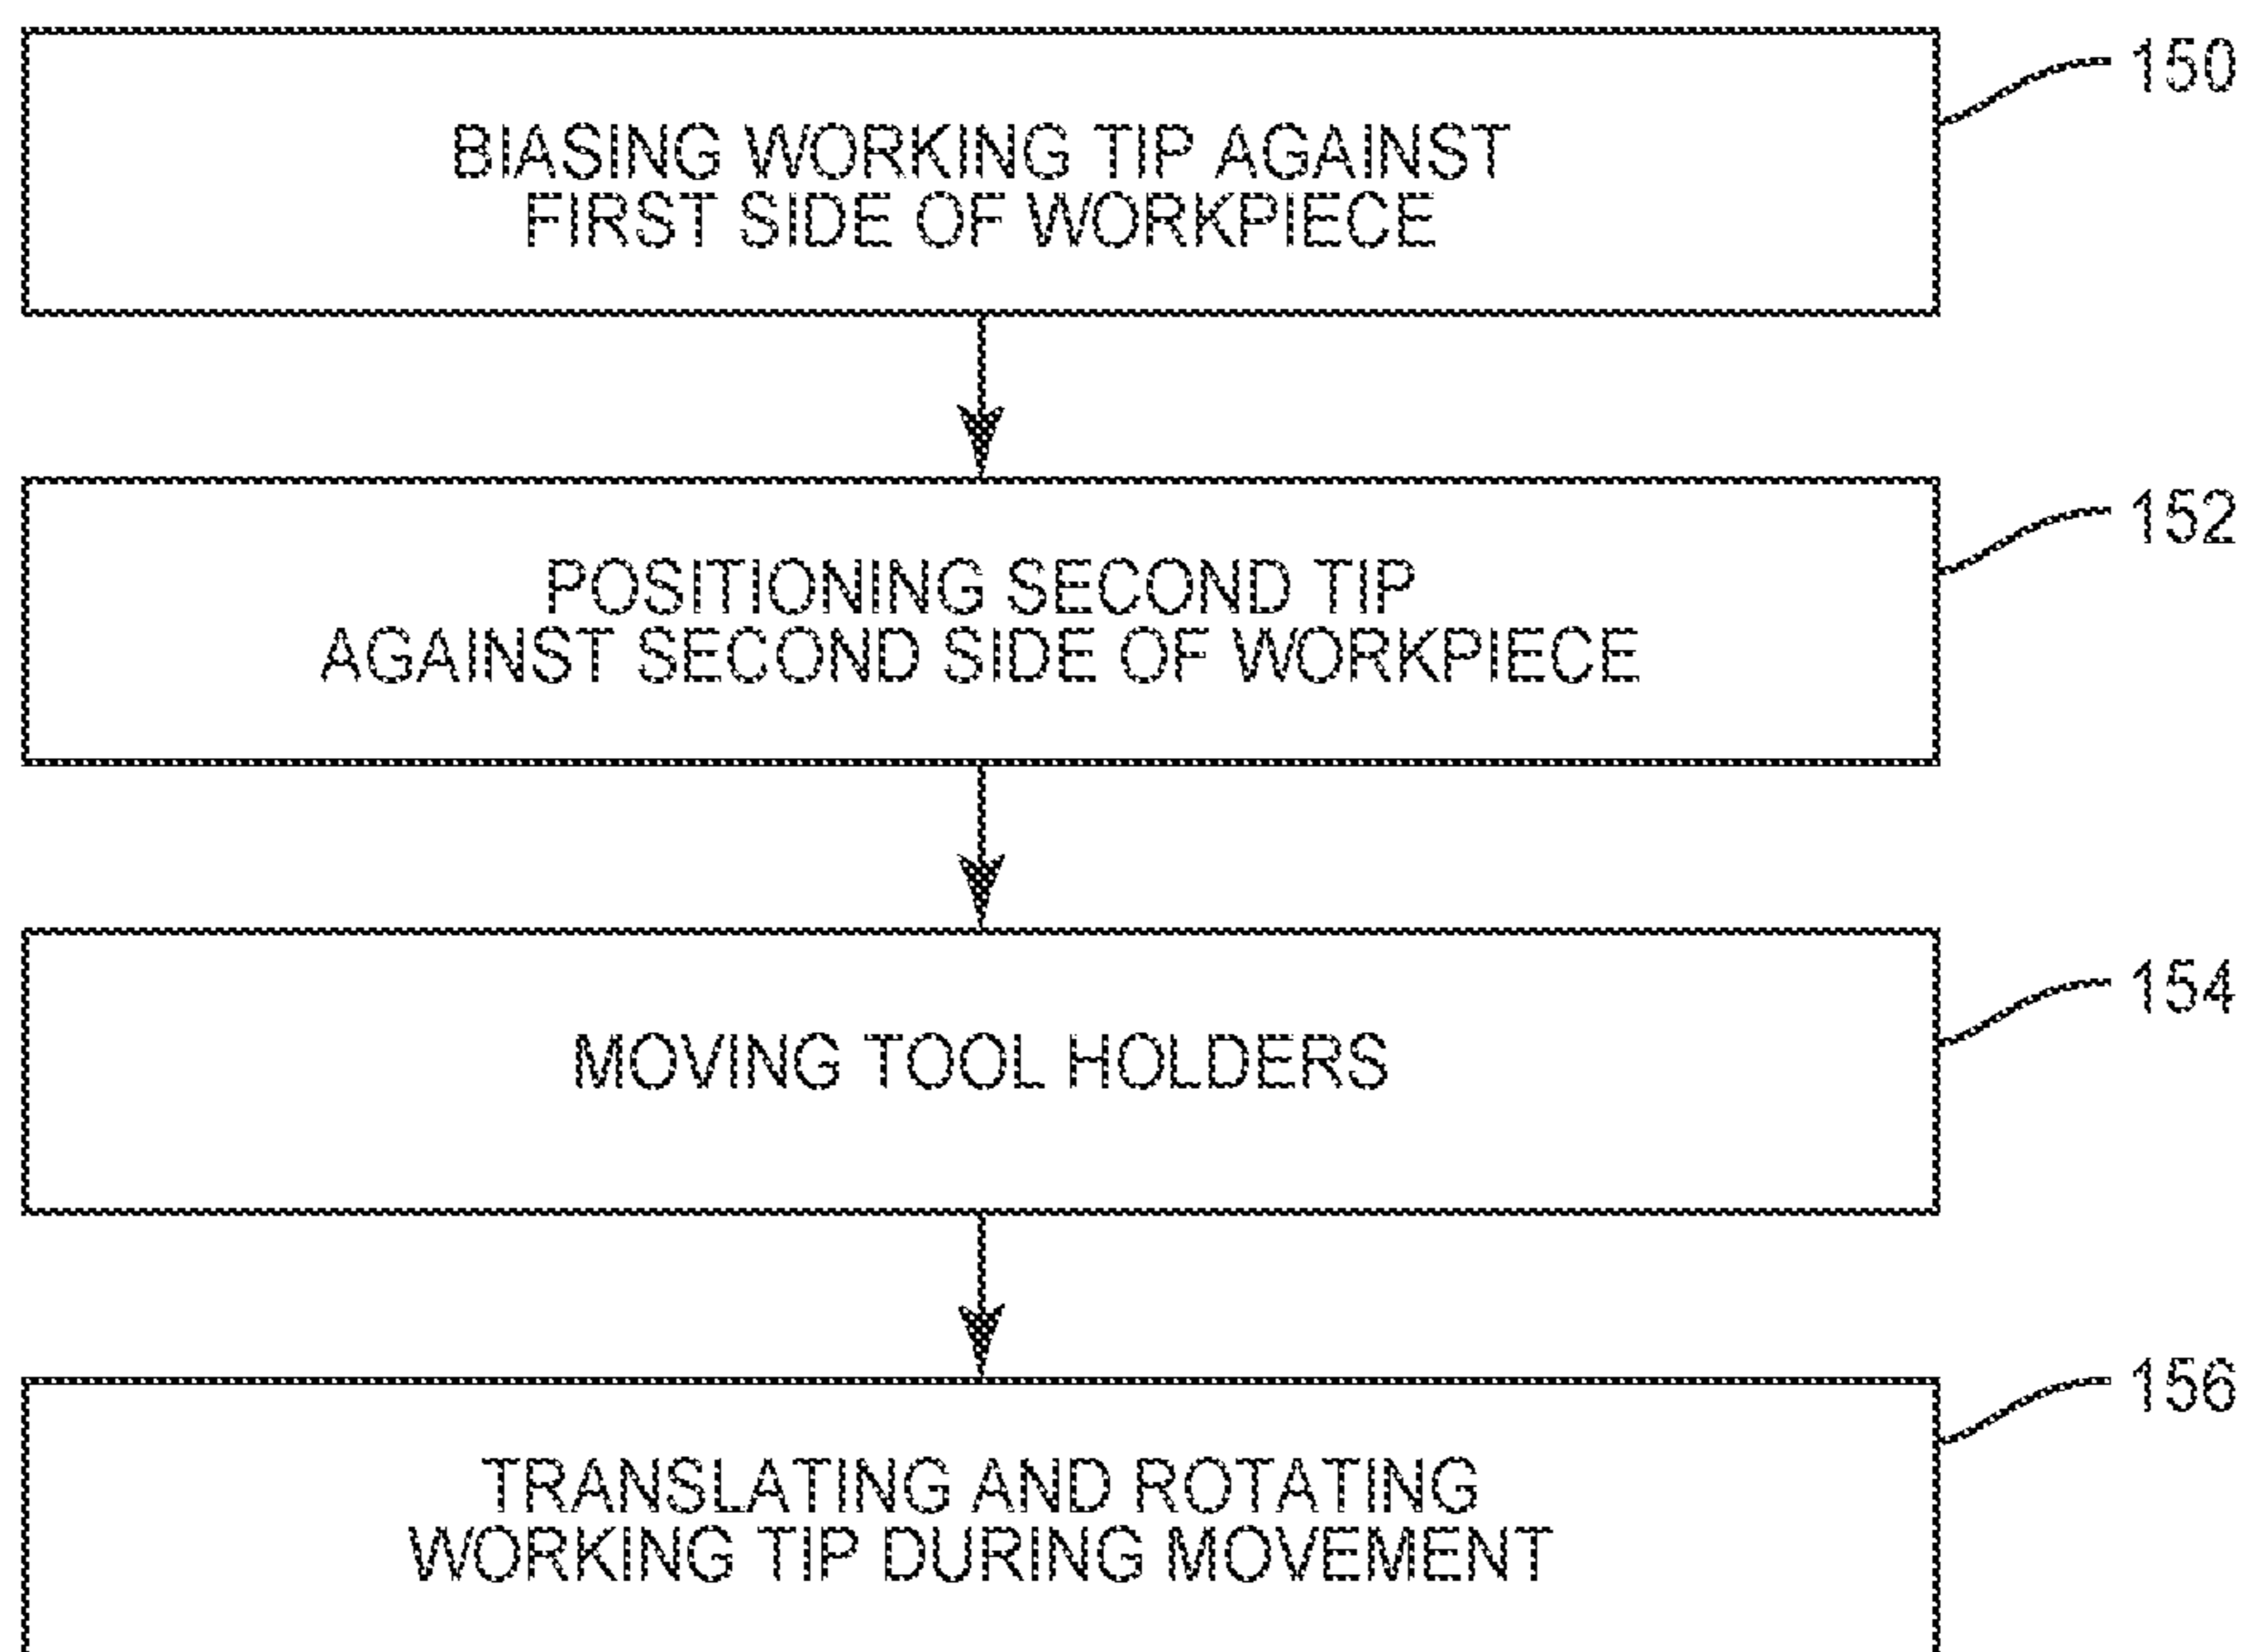 150
BIASING WORKING TIP AGAINST
FIRST SIDE OF WORKPIECE
152
POSITIONING SECOND TIP
AGAINST SECOND SIDE OF WORKPIECE
154
MOVING TOOL HOLDERS
156
TRANSLATING AND ROTATING
WORKING TIP DURING MOVEMENT